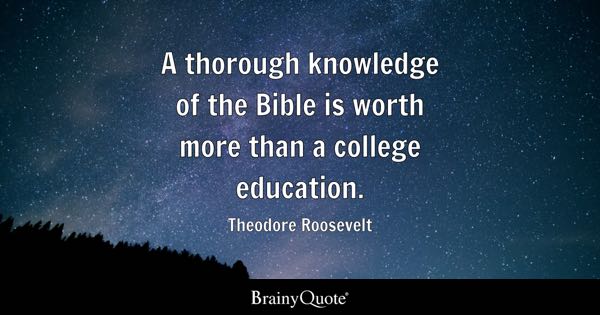 A thorough knowledge
of the Bible is worth
more than a college
education.
Theodore Roosevelt
BrainyQuote®